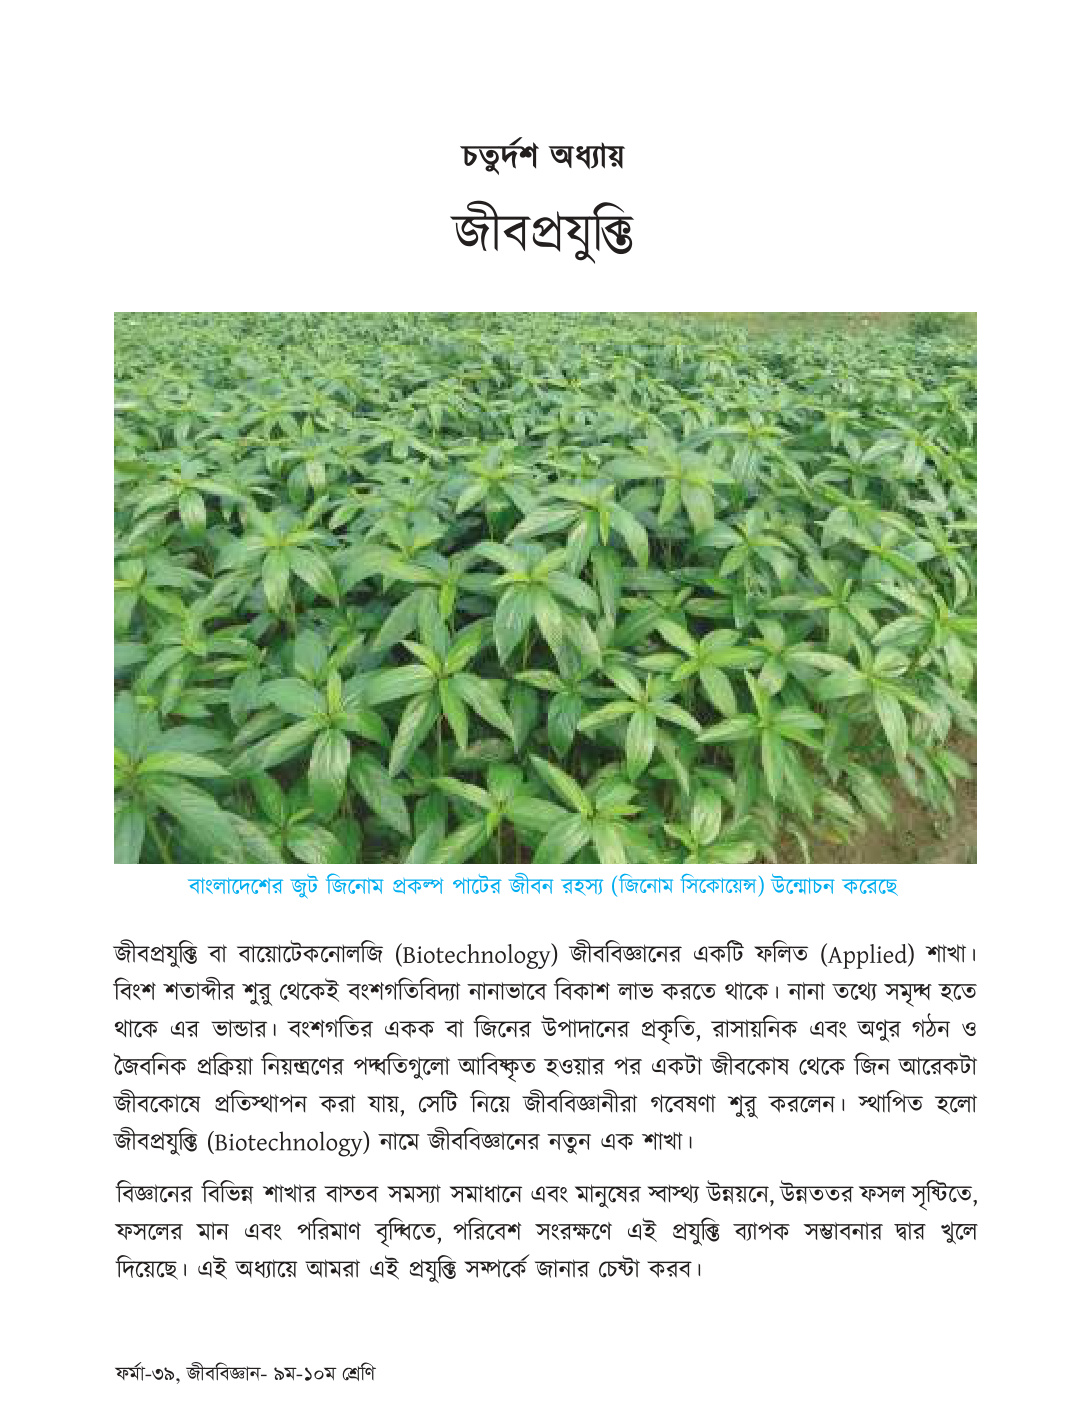 চতুর্দশ অধ্যায়
জীবপ্রযুক্তি
বাংলাদেশের জুট জিনোম প্রকল্প পাটের জীবন রহস্য (জিনোম সিকোয়েন্স) উন্মোচন করেছে
জীবপ্রযুক্তি বা বায়োটেকনোলজি (Biotechnology) জীববিজ্ঞানের একটি ফলিত (Applied) শাখা।
বিংশ শতাব্দীর শুরু থেকেই বংশগতিবিদ্যা নানাভাবে বিকাশ লাভ করতে থাকে। নানা তথ্যে সমৃদ্ধ হতে
থাকে এর ভান্ডার। বংশগতির একক বা জিনের উপাদানের প্রকৃতি, রাসায়নিক এবং অণুর গঠন ও
জৈবনিক প্রক্রিয়া নিয়ন্ত্রণের পদ্ধতিগুলো আবিষ্কৃত হওয়ার পর একটা জীবকোষ থেকে জিন আরেকটা
জীবকোষে প্রতিস্থাপন করা যায়, সেটি নিয়ে জীববিজ্ঞানীরা গবেষণা শুরু করলেন। স্থাপিত হলো
জীবপ্রযুক্তি (Biotechnology) নামে জীববিজ্ঞানের নতুন এক শাখা।
বিজ্ঞানের বিভিন্ন শাখার বাস্তব সমস্যা সমাধানে এবং মানুষের স্বাস্থ্য উন্নয়নে, উন্নততর ফসল সৃষ্টিতে,
ফসলের মান এবং পরিমাণ বৃদ্ধিতে, পরিবেশ সংরক্ষণে এই প্রযুক্তি ব্যাপক সম্ভাবনার দ্বার খুলে
দিয়েছে। এই অধ্যায়ে আমরা এই প্রযুক্তি সম্পর্কে জানার চেষ্টা করব।
ফর্মা-৩৯, জীববিজ্ঞান- ৯ম-১০ম শ্রেণি